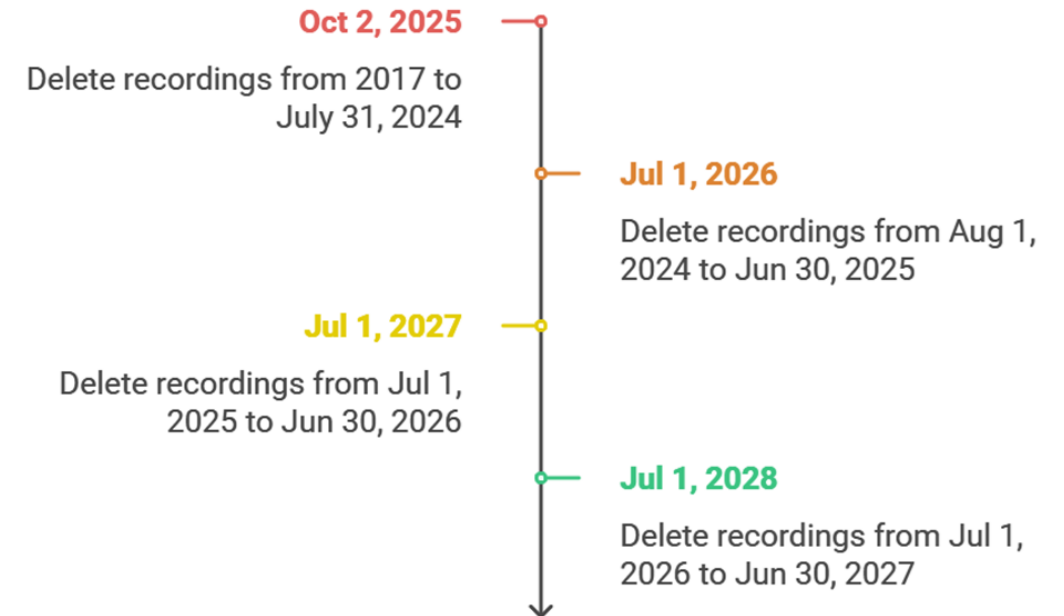 Oct 2, 2025
Delete recordings from 2017 to
July 31, 2024
Jul 1, 2026
Delete recordings from Aug 1,
2024 to Jun 30, 2025
Jul 1, 2027
Delete recordings from Jul 1,
2025 to Jun 30, 2026
Jul 1, 2028
Delete recordings from Jul 1,
2026 to Jun 30, 2027